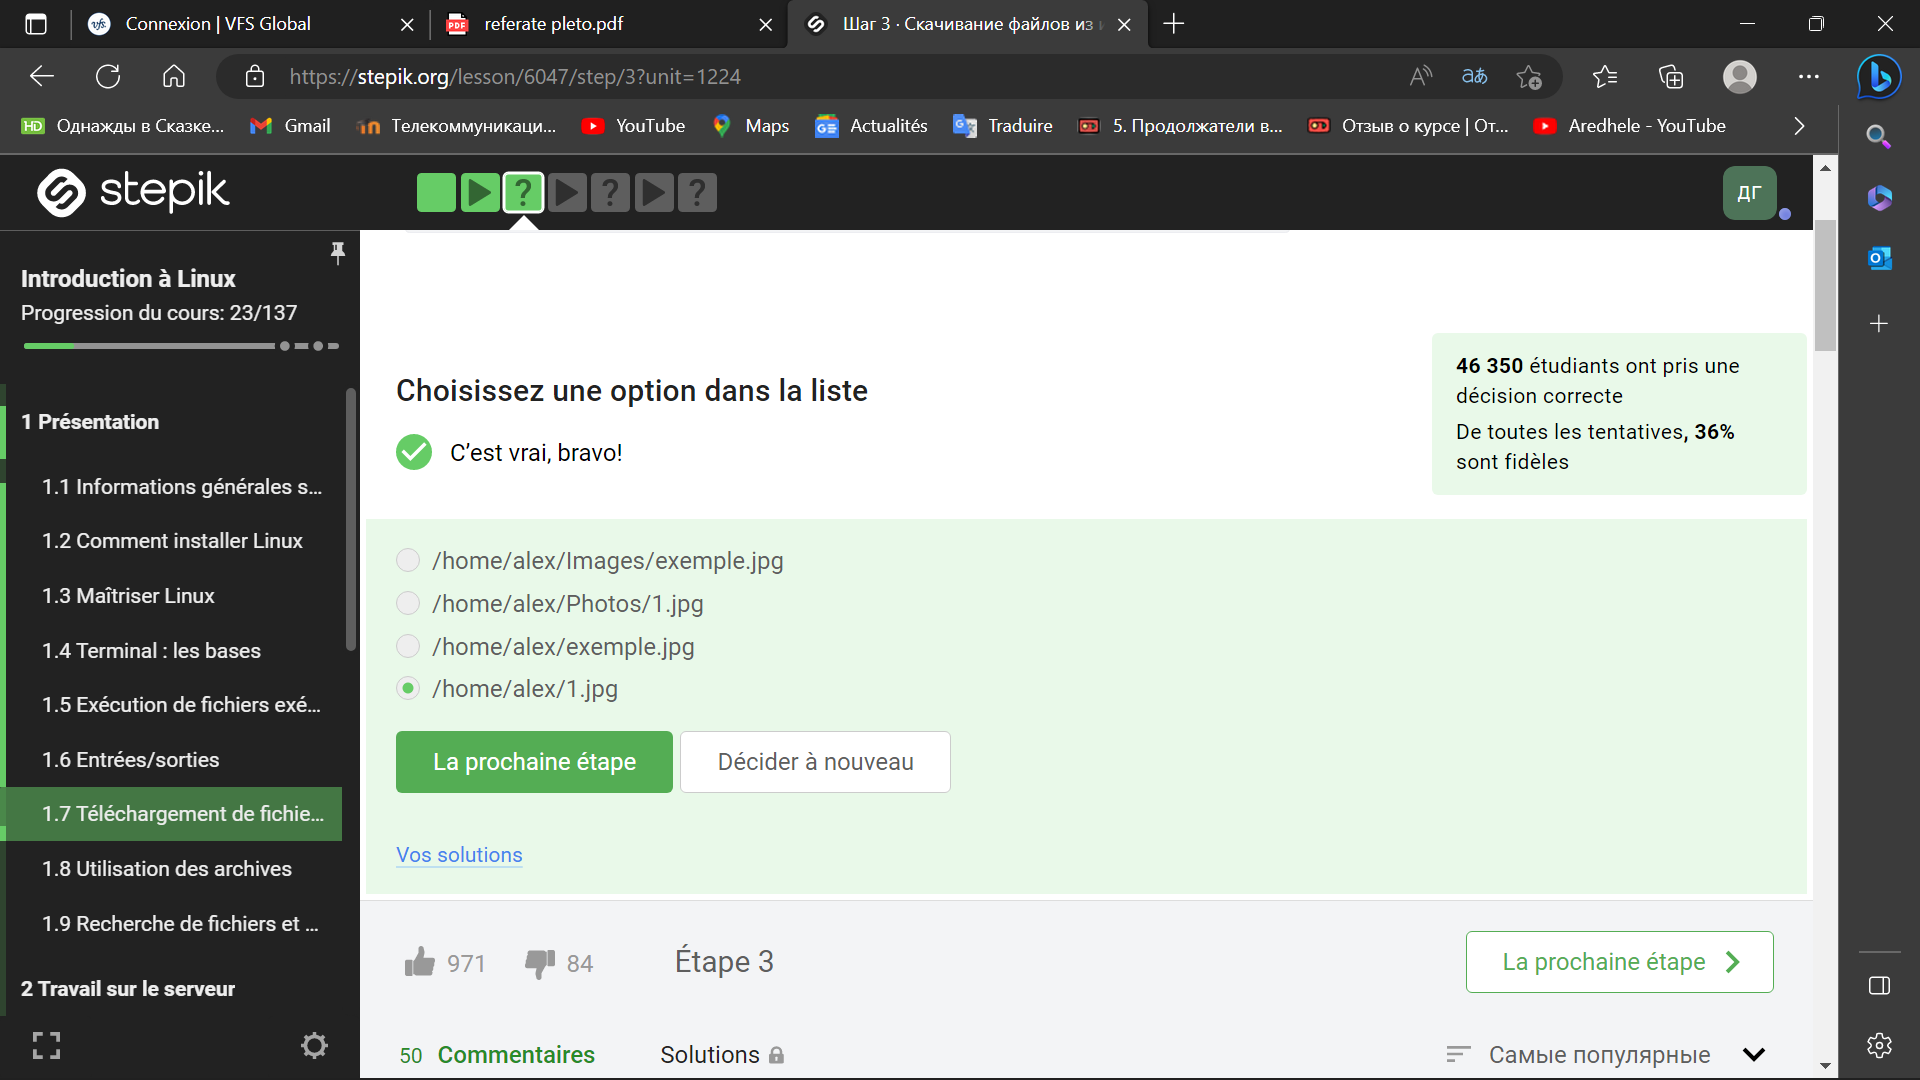 Connexion | VFS Global
referate pleto.pdf
Шаг 3 · Скачивание файлов из
https://stepik.org/lesson/6047/step/3?unit=1224
Однажды в Сказке...
Gmail
Телекоммуникаци...
YouTube
Maps
Actualités
Traduire
5. Продолжатели в...
Отзыв о курсе | От...
Aredhele - YouTube
stepik
ДГ
Introduction à Linux
Progression du cours: 23/137
1 Présentation
1.1 Informations générales s...
1.2 Comment installer Linux
1.3 Maîtriser Linux
1.4 Terminal : les bases
1.5 Exécution de fichiers exé...
1.6 Entrées/sorties
1.7 Téléchargement de fichie...
1.8 Utilisation des archives
1.9 Recherche de fichiers et ...
2 Travail sur le serveur
Choisissez une option dans la liste
C’est vrai, bravo!
46 350 étudiants ont pris une
décision correcte
De toutes les tentatives, 36%
sont fidèles
/home/alex/Images/exemple.jpg
/home/alex/Photos/1.jpg
/home/alex/exemple.jpg
/home/alex/1.jpg
La prochaine étape
Décider à nouveau
Vos solutions
971
84
Étape 3
La prochaine étape
50 Commentaires
Solutions
Самые популярные